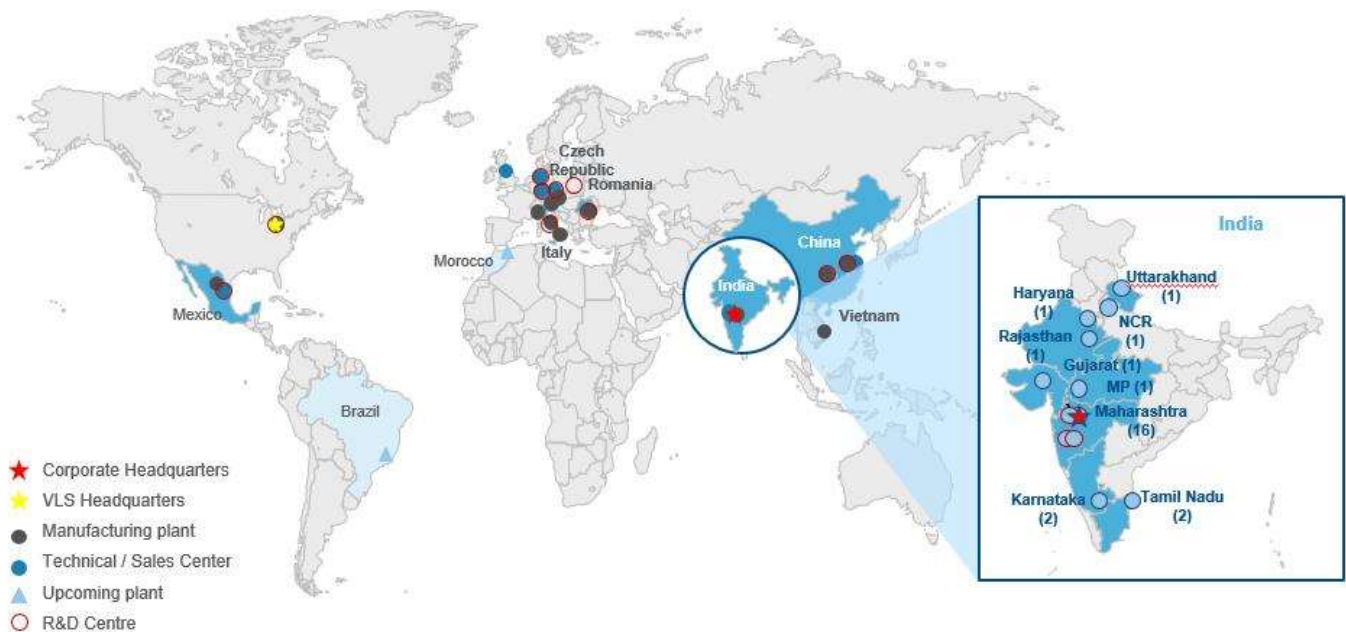 Czech
Republic
Romania
Morocco
Italy
China
India
Vietnam
Mexico
Brazil
Corporate Headquarters
VLS Headquarters
Manufacturing plant
Technical / Sales Center
Upcoming plant
R&D Centre
India
Uttarakhand
(1)
Haryana
(1)
NCR
(1)
Rajasthan
(1)
Gujarat (1)
MP (1)
Maharashtra
(16)
Karnataka
(2)
Tamil Nadu
(2)